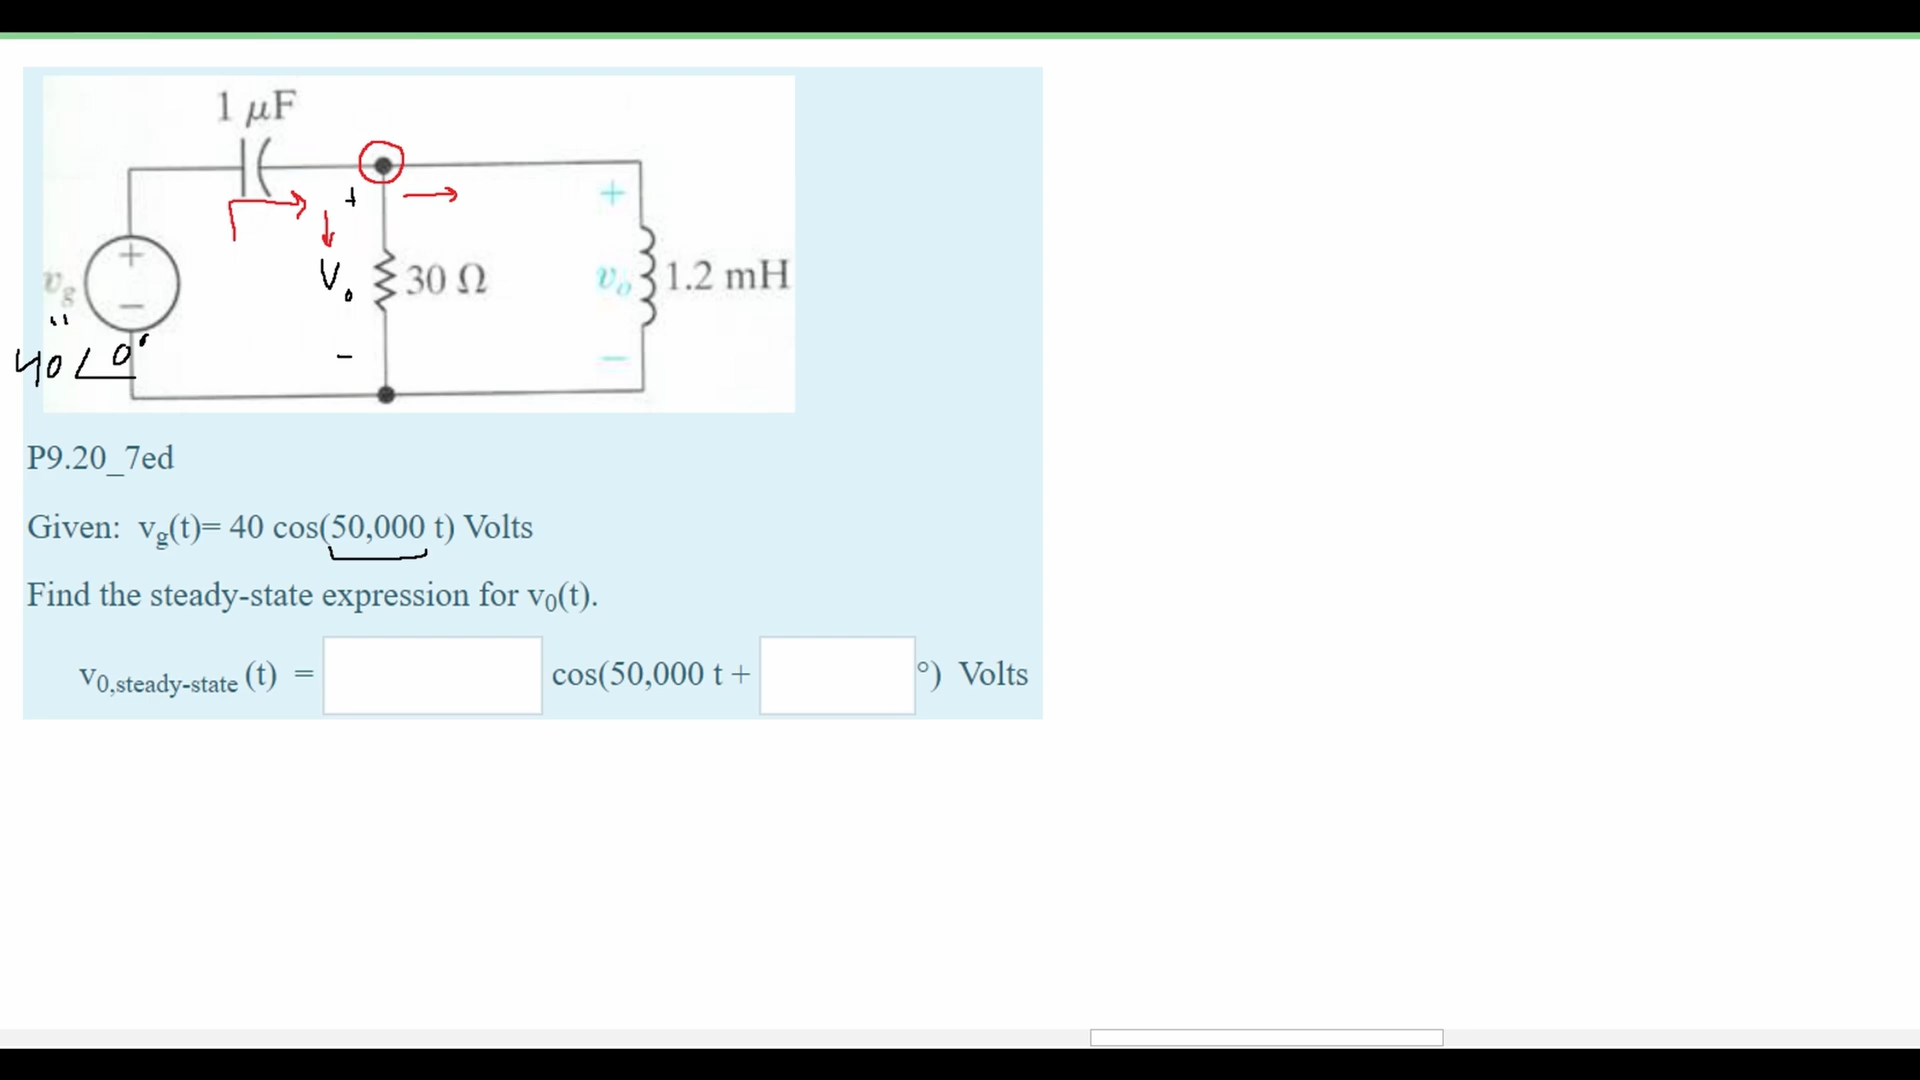 1 μF
+
+
+
v_g
30 Ω
v_o
1.2 mH
V_o
"
40∠0°
−
−
−
P9.20_7ed
Given: v_g(t)= 40 cos(50,000 t) Volts
Find the steady-state expression for v_0(t).
v_0,steady-state (t) = cos(50,000 t + °) Volts